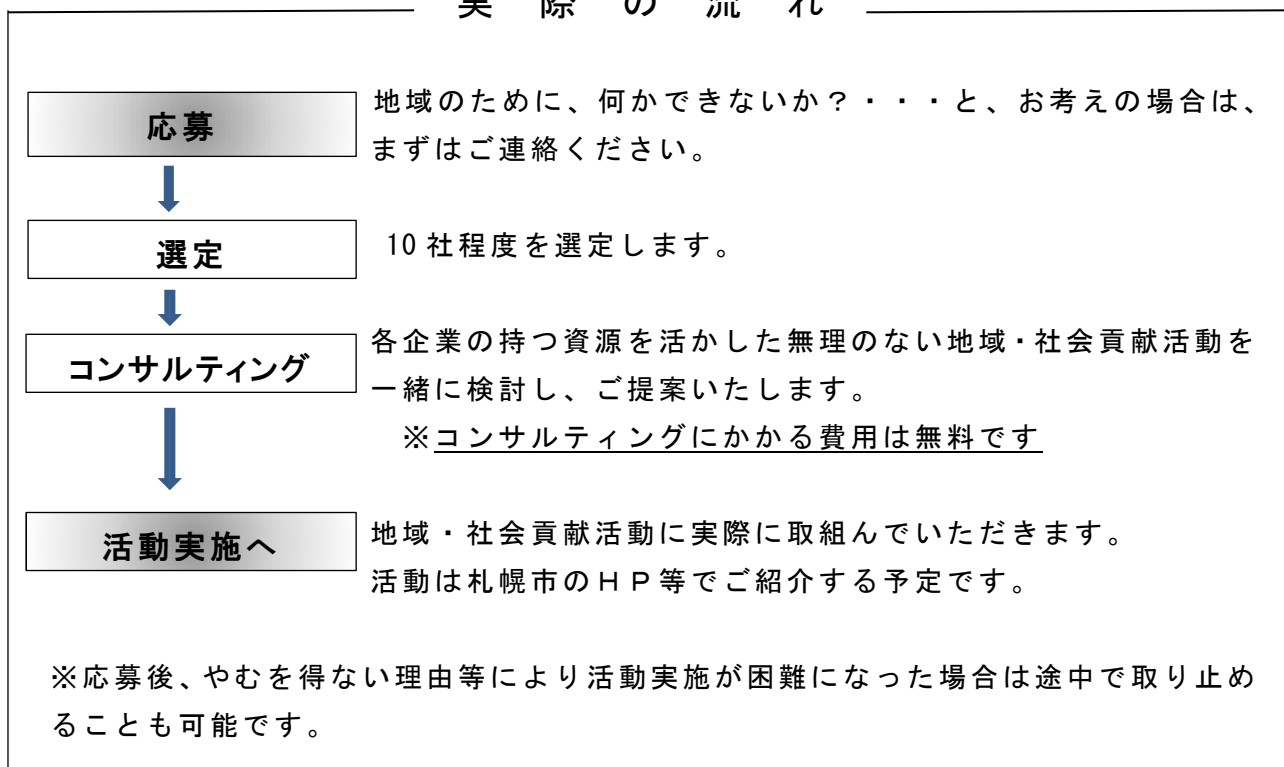 実際の流れ
応募
地域のために、何かできないか？・・・と、お考えの場合は、
まずはご連絡ください。
選定
10社程度を選定します。
コンサルティング
各企業の持つ資源を活かした無理のない地域・社会貢献活動を
一緒に検討し、ご提案いたします。
※コンサルティングにかかる費用は無料です
活動実施へ
地域・社会貢献活動に実際に取組んでいただきます。
活動は札幌市のＨＰ等でご紹介する予定です。
※応募後、やむを得ない理由等により活動実施が困難になった場合は途中で取り止め
ることも可能です。